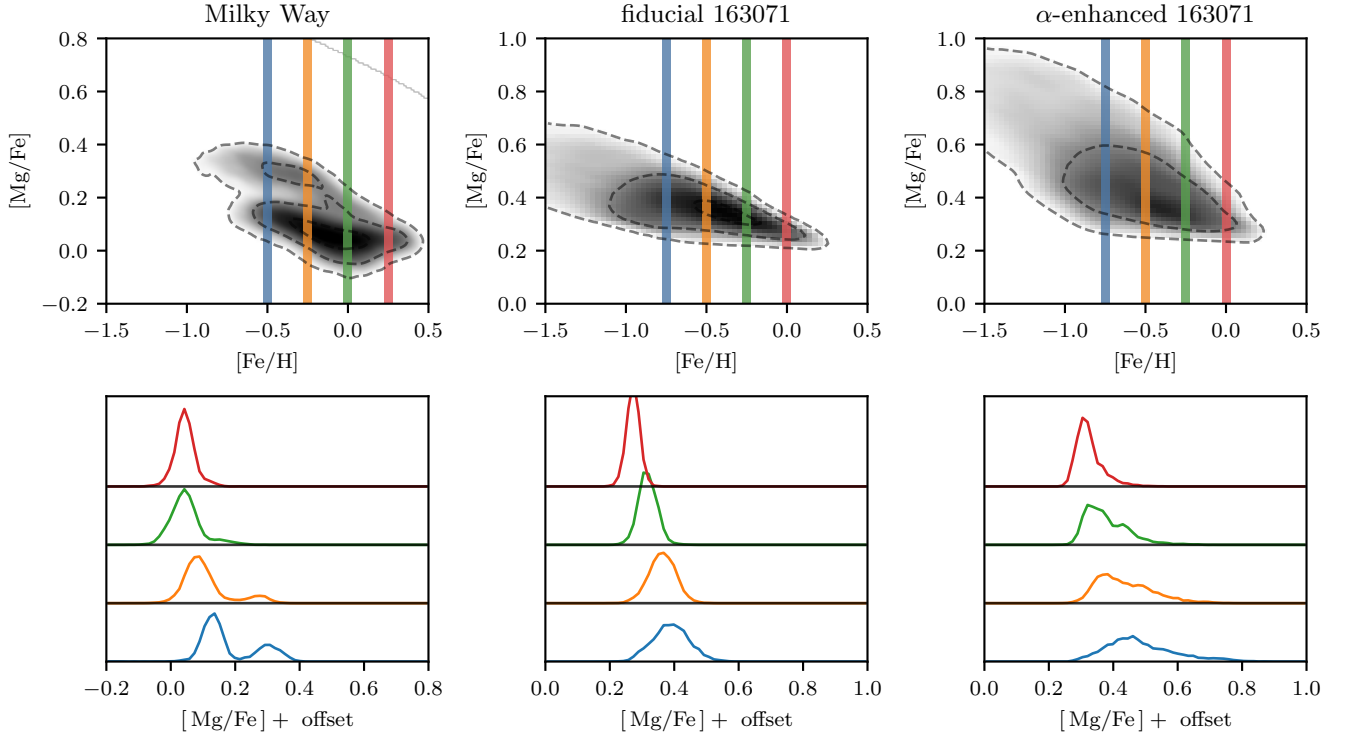 Milky Way
fiducial 163071
α-enhanced 163071
0.8
0.6
0.4
0.2
0.0
−0.2
[Mg/Fe]
−1.5 −1.0 −0.5 0.0 0.5
[Fe/H]
1.0
0.8
0.6
0.4
0.2
0.0
[Mg/Fe]
−1.5 −1.0 −0.5 0.0 0.5
[Fe/H]
1.0
0.8
0.6
0.4
0.2
0.0
[Mg/Fe]
−1.5 −1.0 −0.5 0.0 0.5
[Fe/H]
−0.2 0.0 0.2 0.4 0.6 0.8
[Mg/Fe] + offset
0.0 0.2 0.4 0.6 0.8 1.0
[Mg/Fe] + offset
0.0 0.2 0.4 0.6 0.8 1.0
[Mg/Fe] + offset